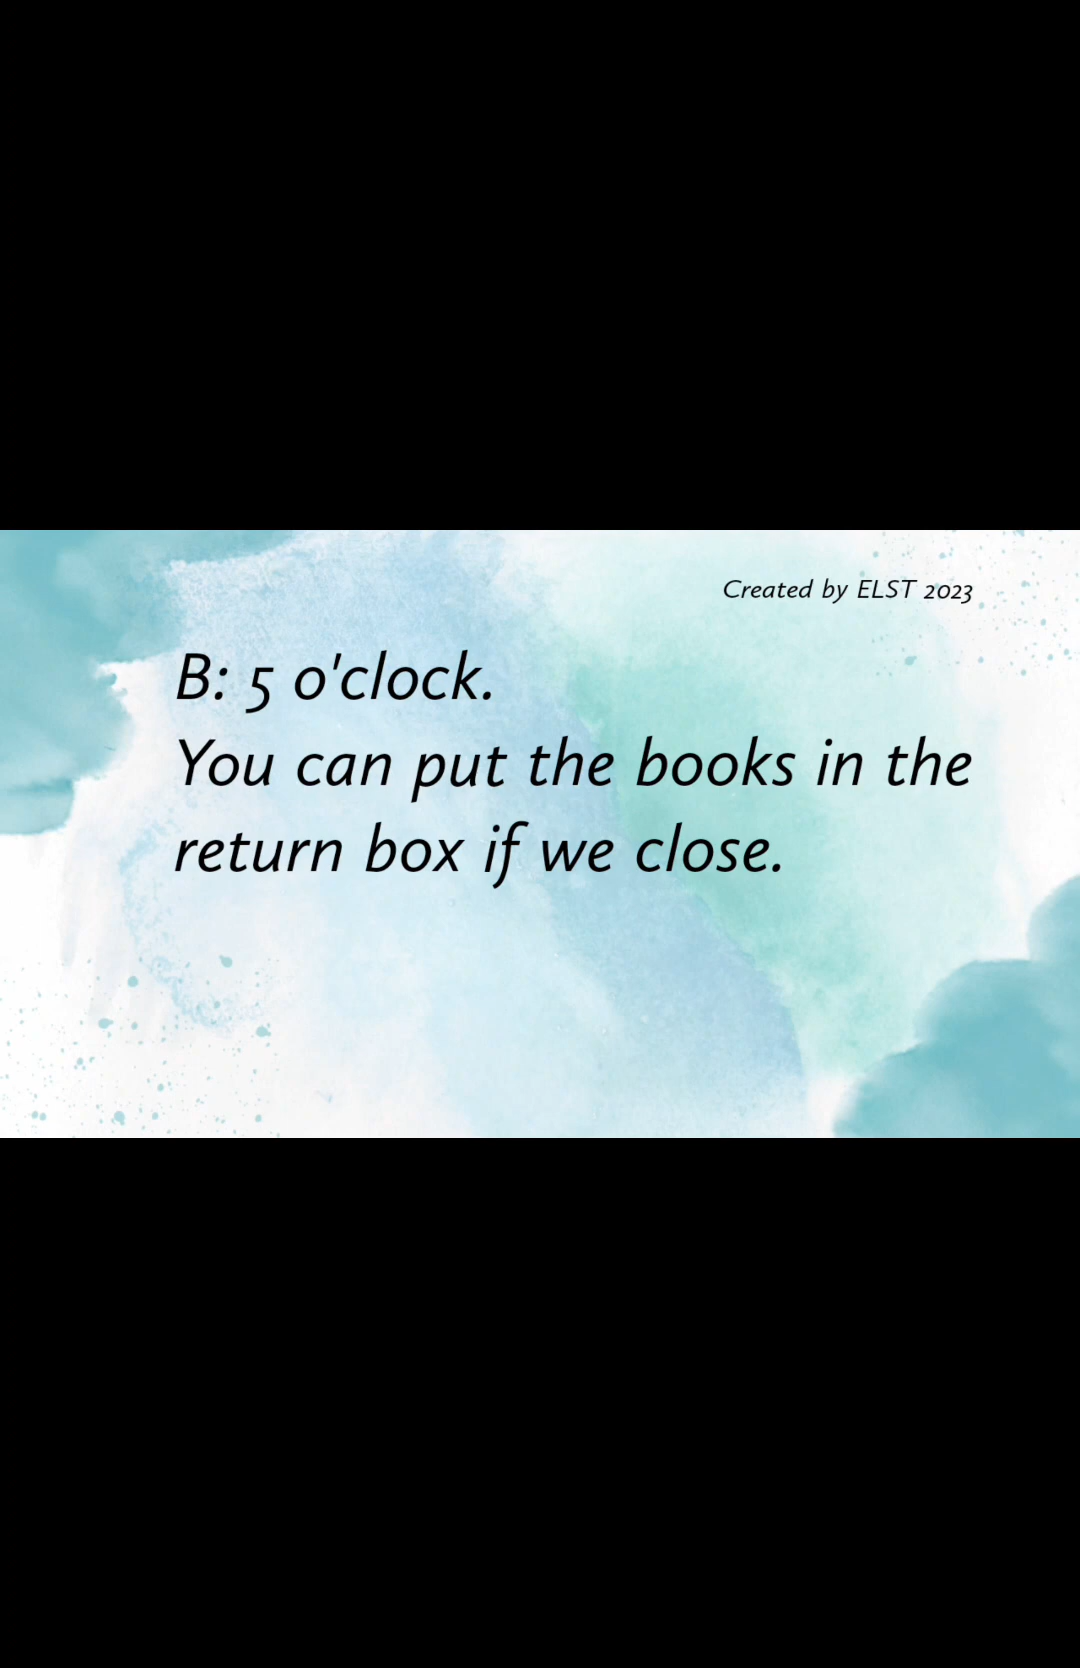 Created by ELST 2023
B: 5 o'clock.
You can put the books in the
return box if we close.